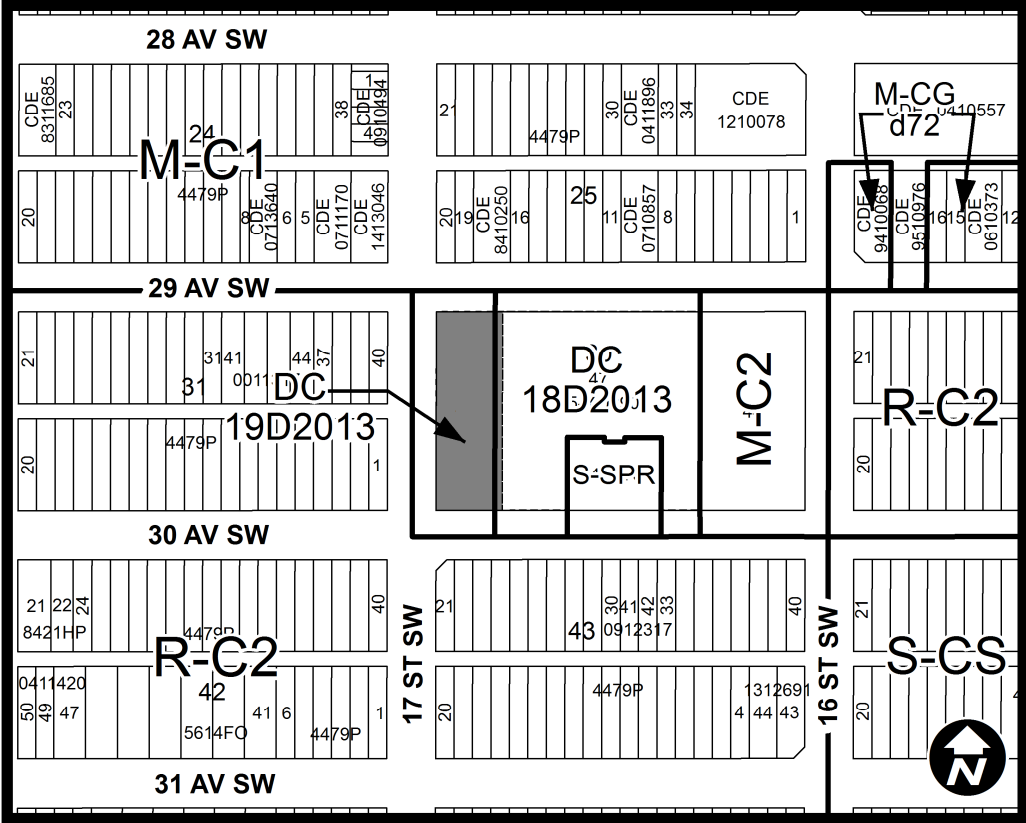 28 AV SW
CDE
8311685
23
24
38
1
CDE
0910494
4
21
4479P
30
CDE
0411896
33
34
CDE
1210078
M-CG
d72
0410557
M-C1
20
4479P
8
CDE
0713640
6
5
CDE
0711170
CDE
1413046
20
19
CDE
8410250
16
25
11
CDE
0710857
8
1
CDE
9410068
CDE
9510976
16
15
CDE
0610373
12
29 AV SW
21
3141
44
37
40
31
DC
19D2013
DC
47
18D2013
M-C2
21
R-C2
20
4479P
1
S-SPR
20
30 AV SW
21
22
24
8421HP
4479P
40
R-C2
17 ST SW
21
30
41
42
33
43
0912317
40
16 ST SW
21
S-CS
0411420
50
49
47
42
5614FO
41
6
4479P
1
20
4479P
1312691
4
44
43
20
N
31 AV SW